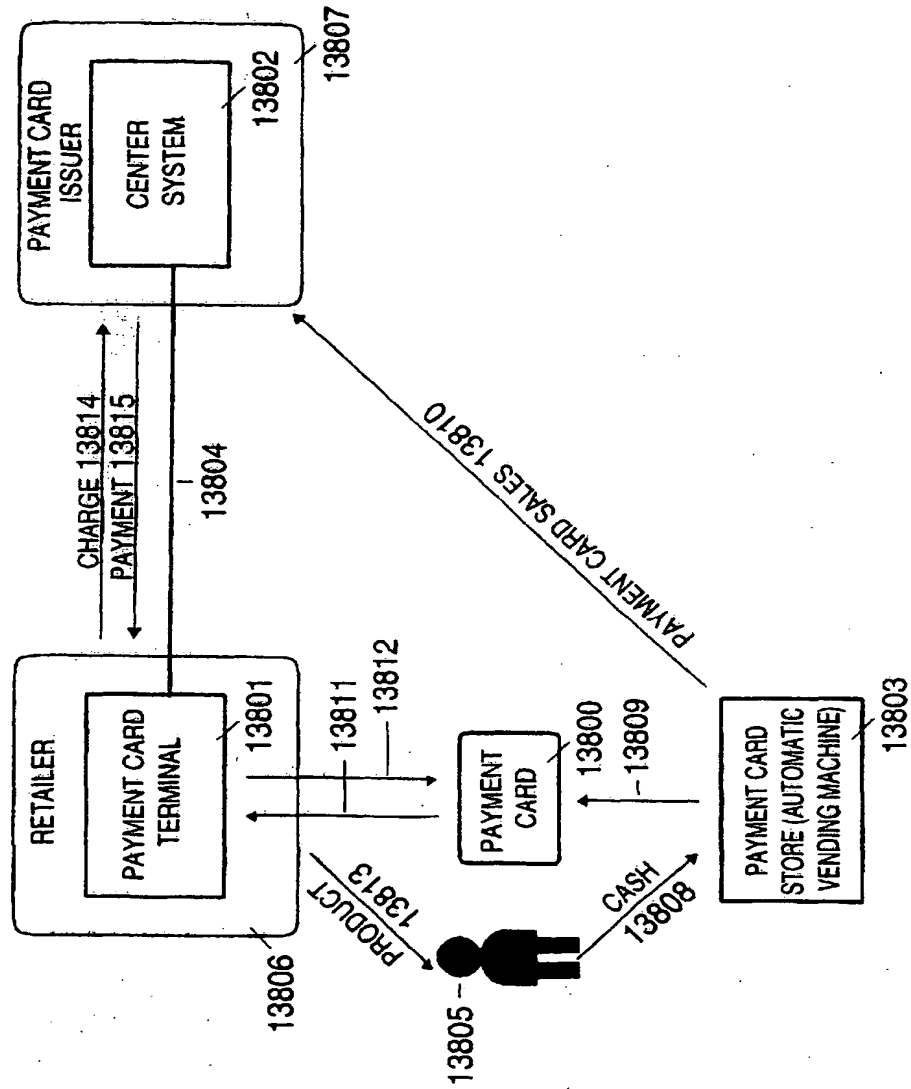 RETAILER
PAYMENT CARD
TERMINAL
13801
13806
CHARGE 13814
PAYMENT 13815
13804
PAYMENT CARD
ISSUER
CENTER
SYSTEM
13802
13807
PRODUCT
13813
13811
13812
13805
PAYMENT
CARD
13800
13809
CASH
13808
PAYMENT CARD
STORE (AUTOMATIC
VENDING MACHINE)
13803
PAYMENT CARD SALES 13810